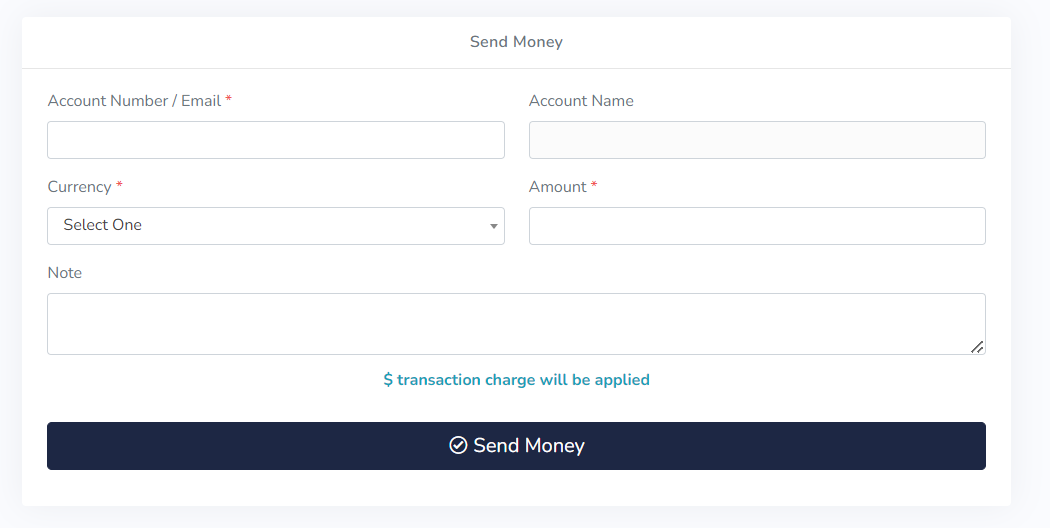 Send Money
Account Number / Email *
Account Name
Currency *
Amount *
Select One
Note
$ transaction charge will be applied
Send Money